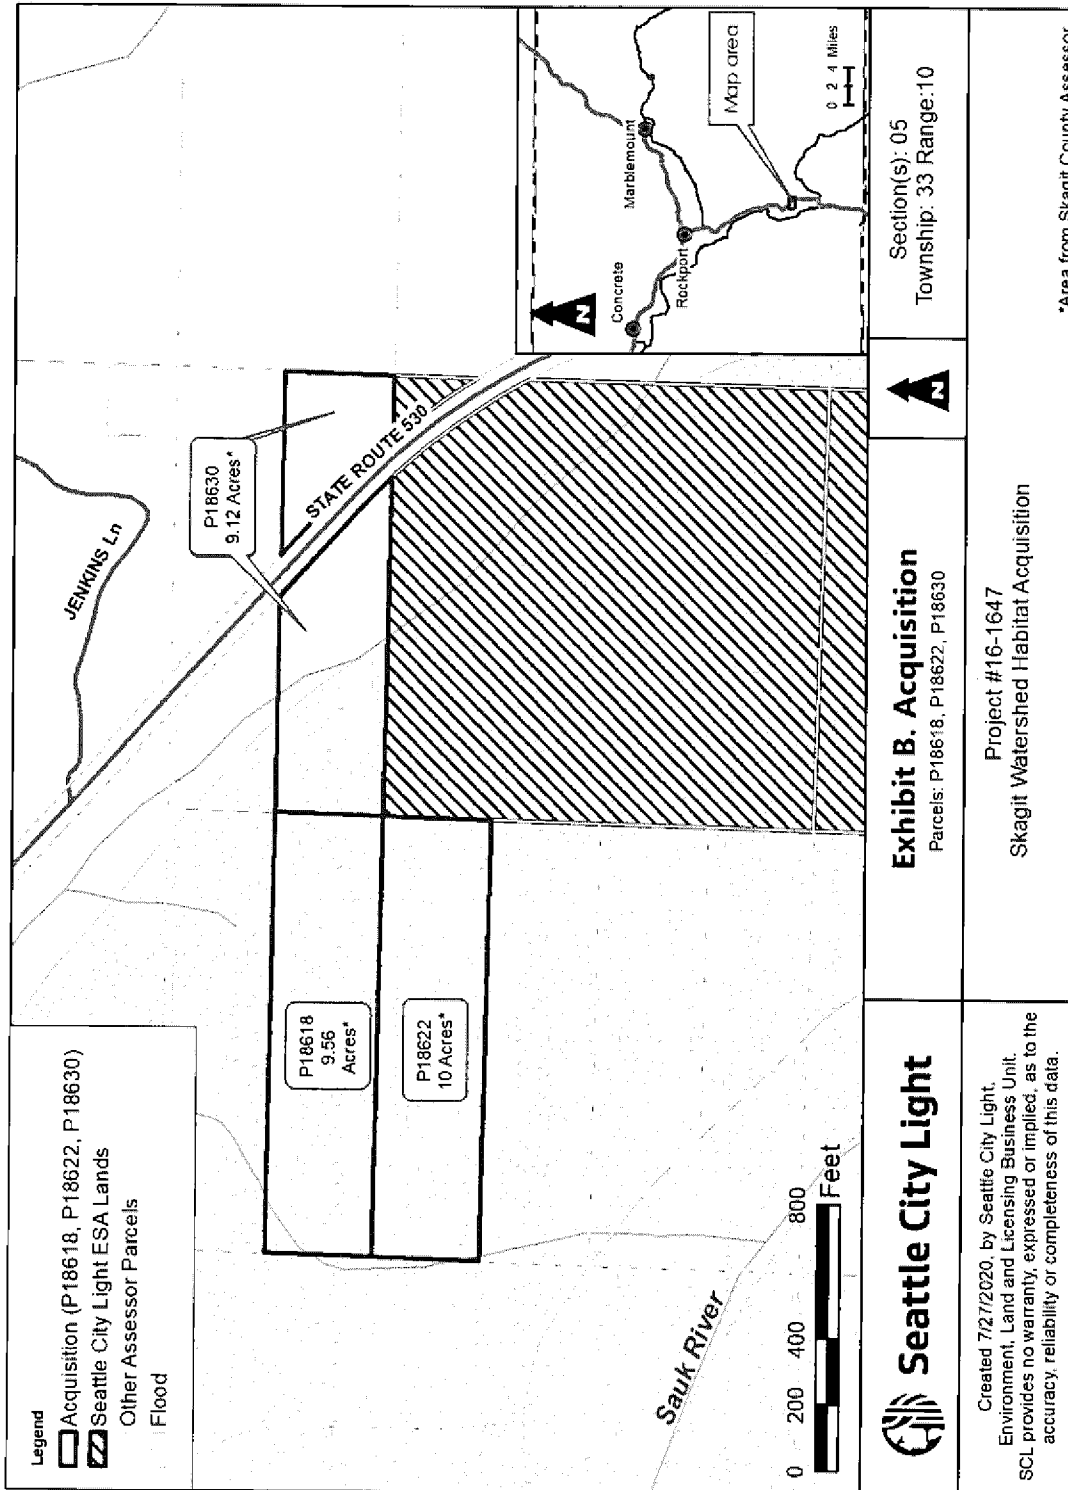 Legend
Acquisition (P18618, P18622, P18630)
Seattle City Light ESA Lands
Other Assessor Parcels
Flood
JENKINS Ln
P18630
9.12 Acres*
STATE ROUTE 530
P18618
9.56
Acres*
P18622
10 Acres*
Sauk River
0 200 400 800
Feet
N
Concrete
Marblemount
Rockport
Map area
0 2 4 Miles
Seattle City Light
Exhibit B. Acquisition
Parcels: P18618, P18622, P18630
N
Section(s): 05
Township: 33 Range:10
Created 7/27/2020, by Seattle City Light,
Environment, Land and Licensing Business Unit.
SCL provides no warranty, expressed or implied, as to the
accuracy, reliability or completeness of this data.
Project #16-1647
Skagit Watershed Habitat Acquisition
*Area from Skagit County Assessor